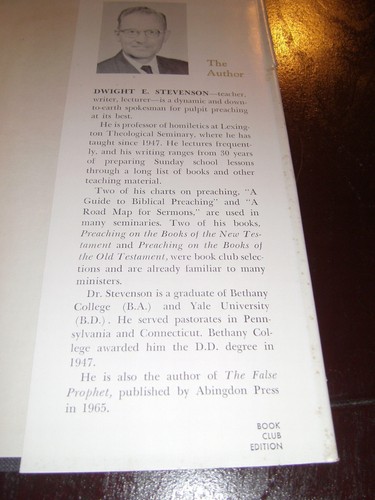 The
Author
DWIGHT E. STEVENSON—teacher,
writer, lecturer—is a dynamic and down-
to-earth spokesman for pulpit preaching
at its best.
He is professor of homiletics at Lexing-
ton Theological Seminary, where he has
taught since 1947. He lectures frequent-
ly, and his writing ranges from 30 years
of preparing Sunday school lessons
through a long list of books and other
teaching material.
Two of his charts on preaching, "A
Guide to Biblical Preaching" and "A
Road Map for Sermons," are used in
many seminaries. Two of his books,
Preaching on the Books of the New Tes-
tament and Preaching on the Books of
the Old Testament, were book club selec-
tions and are already familiar to many
ministers.
Dr. Stevenson is a graduate of Bethany
College (B.A.) and Yale University
(B.D.). He served pastorates in Penn-
sylvania and Connecticut. Bethany Col-
lege awarded him the D.D. degree in
1947.
He is also the author of The False
Prophet, published by Abingdon Press
in 1965.
BOOK
CLUB
EDITION